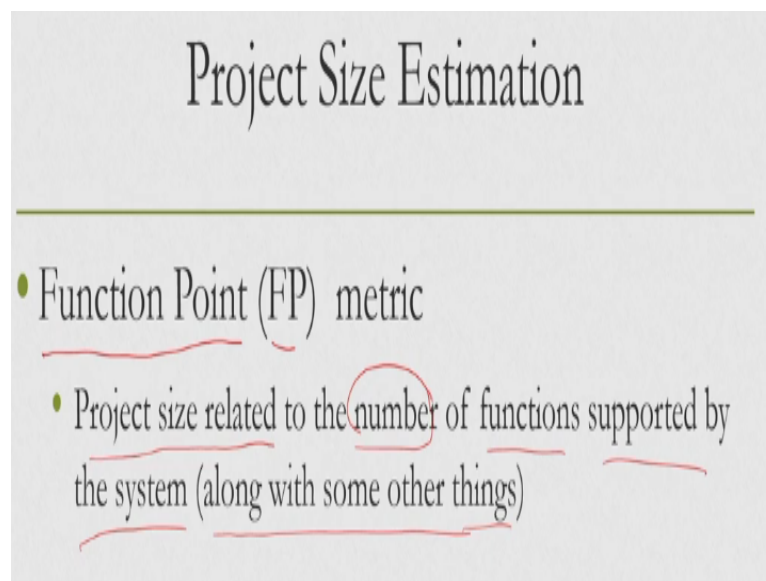 Project Size Estimation
• Function Point (FP) metric
• Project size related to the number of functions supported by
the system (along with some other things)